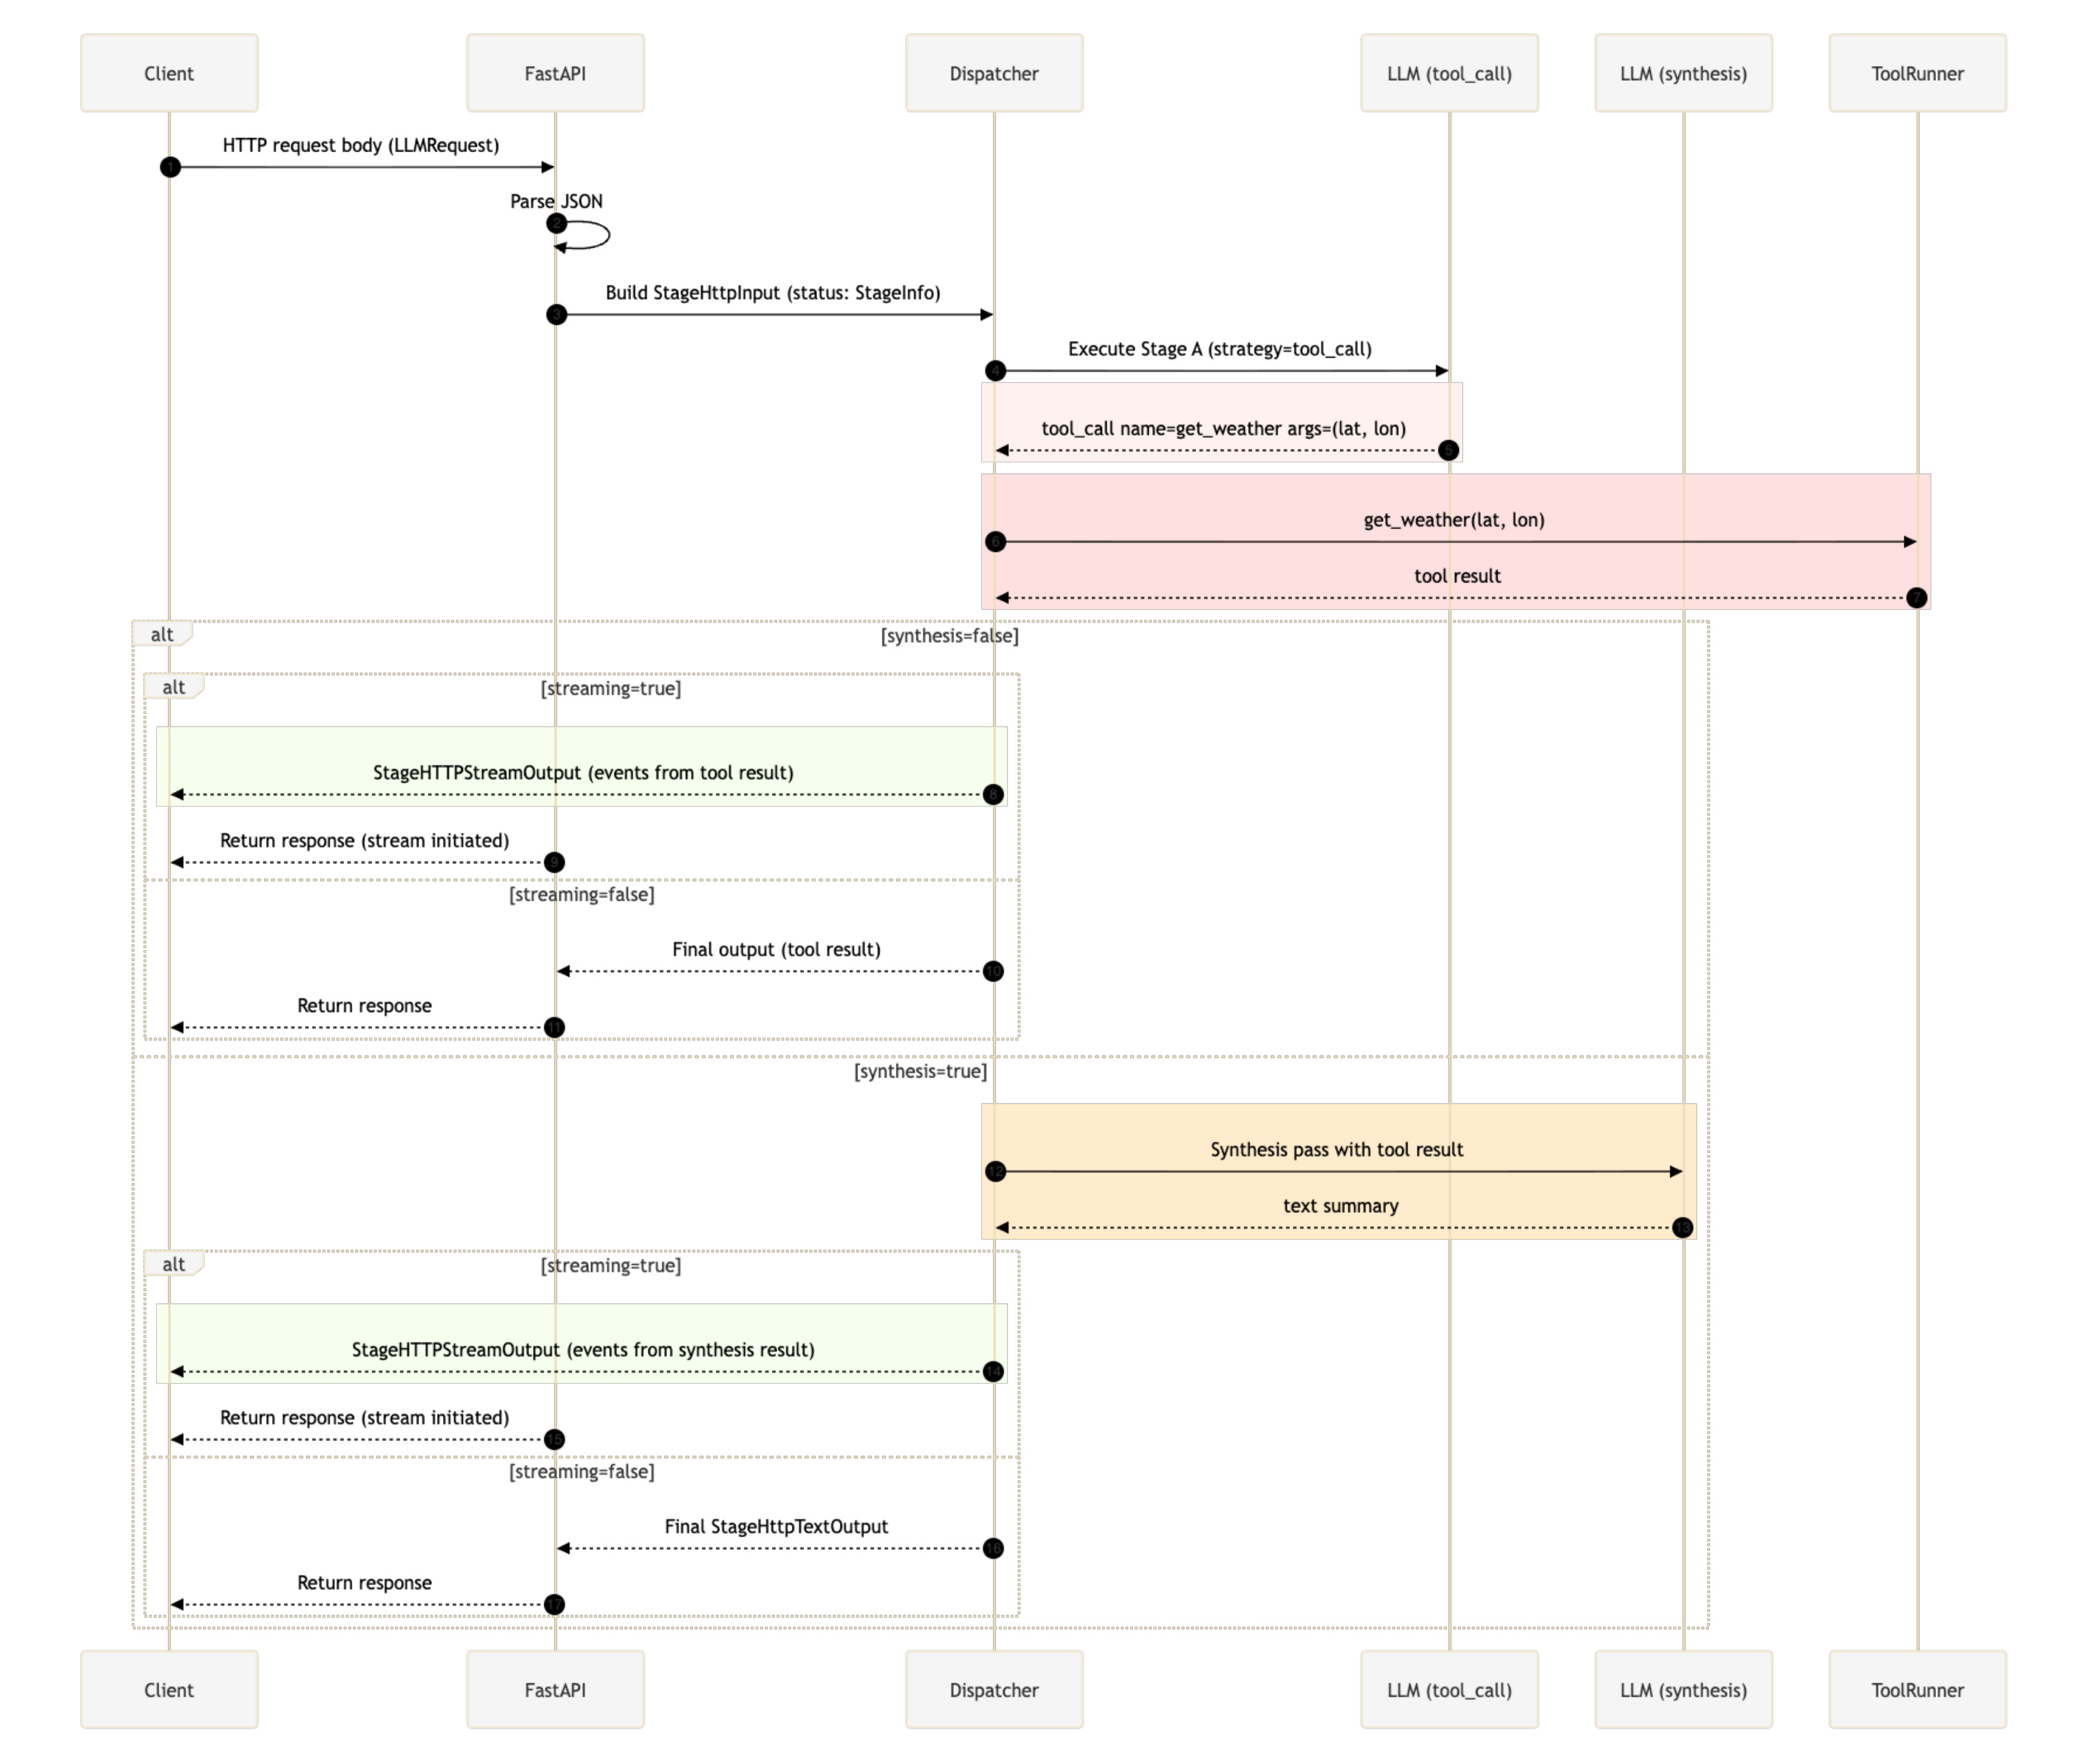 Client
FastAPI
Dispatcher
LLM (tool_call)
LLM (synthesis)
ToolRunner
HTTP request body (LLMRequest)
1
Parse JSON
2
Build StageHttpInput (status: StageInfo)
3
Execute Stage A (strategy=tool_call)
4
tool_call name=get_weather args=(lat, lon)
5
get_weather(lat, lon)
6
tool result
7
alt
[synthesis=false]
alt
[streaming=true]
StageHTTPStreamOutput (events from tool result)
8
Return response (stream initiated)
9
[streaming=false]
Final output (tool result)
10
Return response
11
[synthesis=true]
Synthesis pass with tool result
12
text summary
13
alt
[streaming=true]
StageHTTPStreamOutput (events from synthesis result)
14
Return response (stream initiated)
15
[streaming=false]
Final StageHttpTextOutput
16
Return response
17
Client
FastAPI
Dispatcher
LLM (tool_call)
LLM (synthesis)
ToolRunner